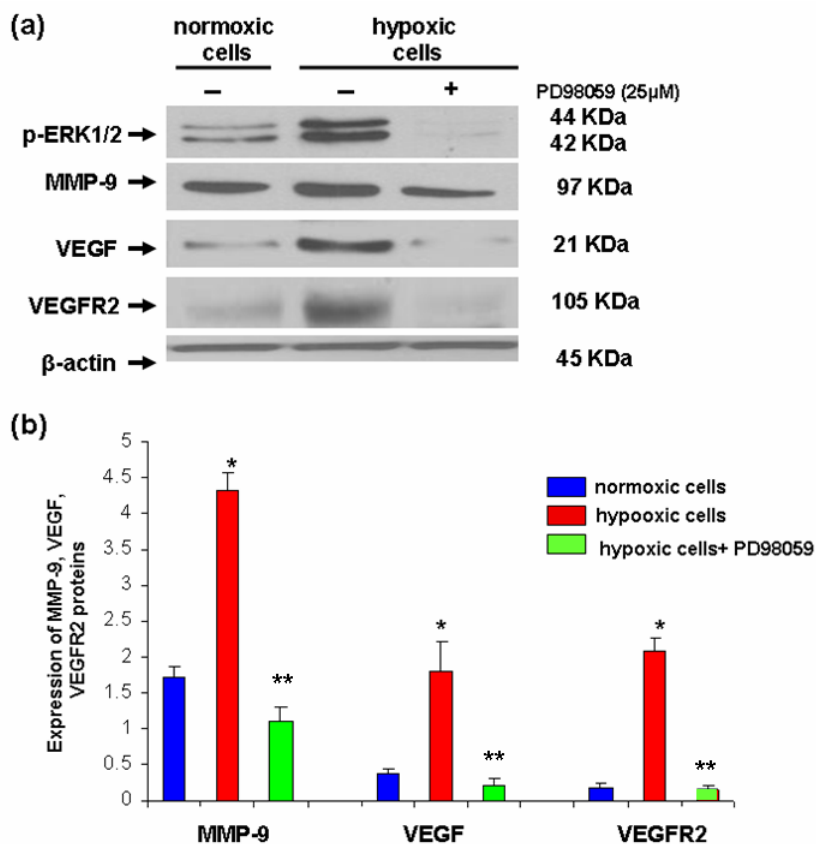 (a)
normoxic cells
hypoxic cells
− − + PD98059 (25µM)
p-ERK1/2 44 KDa
42 KDa
MMP-9 97 KDa
VEGF 21 KDa
VEGFR2 105 KDa
β-actin 45 KDa
(b)
Expression of MMP-9, VEGF,
VEGFR2 proteins
5
4.5
4
3.5
3
2.5
2
1.5
1
0.5
0
* ** * ** * **
normoxic cells
hypooxic cells
hypoxic cells+ PD98059
MMP-9 VEGF VEGFR2